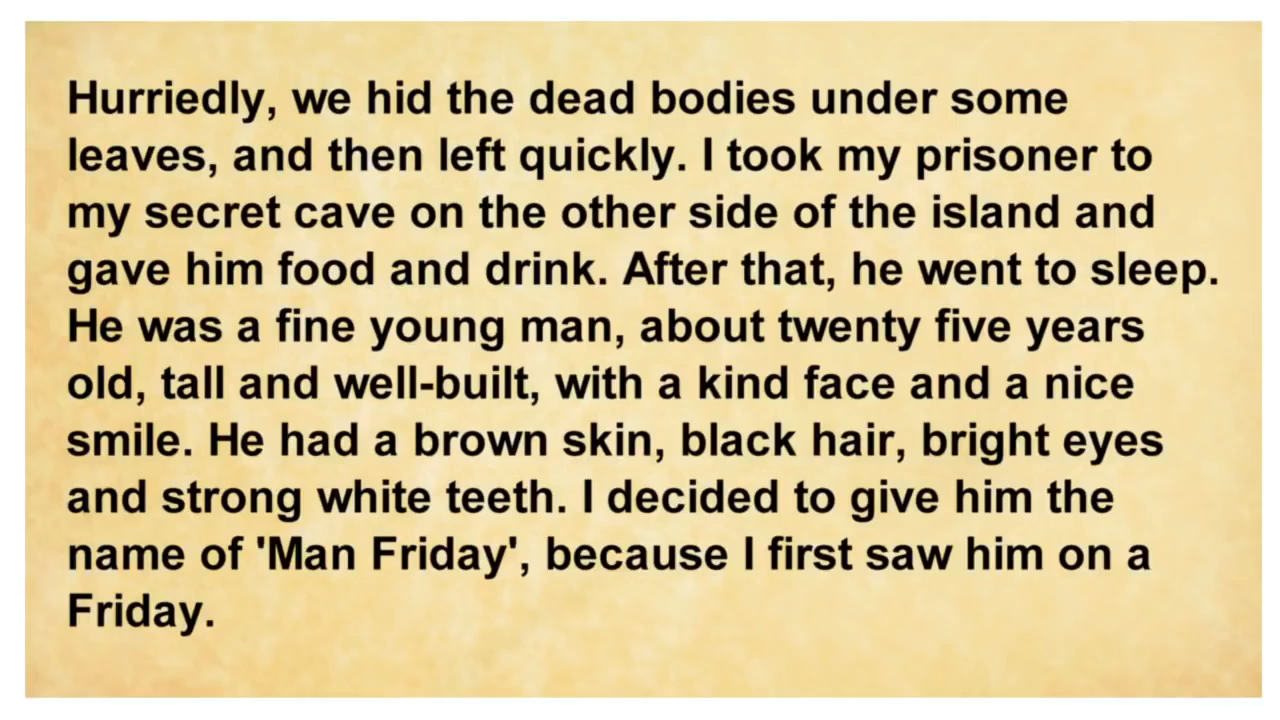 Hurriedly, we hid the dead bodies under some
leaves, and then left quickly. I took my prisoner to
my secret cave on the other side of the island and
gave him food and drink. After that, he went to sleep.
He was a fine young man, about twenty five years
old, tall and well-built, with a kind face and a nice
smile. He had a brown skin, black hair, bright eyes
and strong white teeth. I decided to give him the
name of 'Man Friday', because I first saw him on a
Friday.